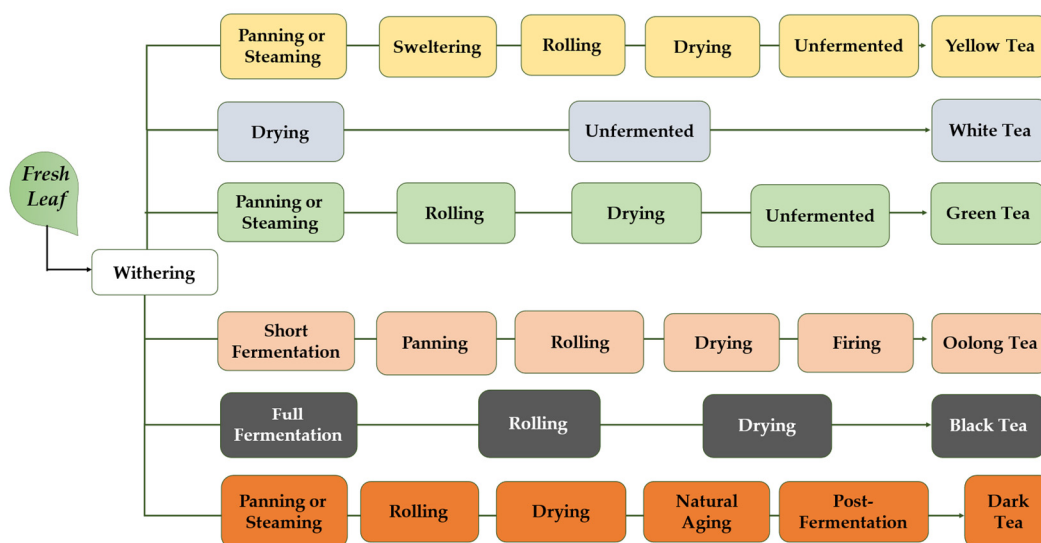 Panning or
Steaming
Sweltering
Rolling
Drying
Unfermented
Yellow Tea
Drying
Unfermented
White Tea
Fresh
Leaf
Panning or
Steaming
Rolling
Drying
Unfermented
Green Tea
Withering
Short
Fermentation
Panning
Rolling
Drying
Firing
Oolong Tea
Full
Fermentation
Rolling
Drying
Black Tea
Panning or
Steaming
Rolling
Drying
Natural
Aging
Post-
Fermentation
Dark
Tea